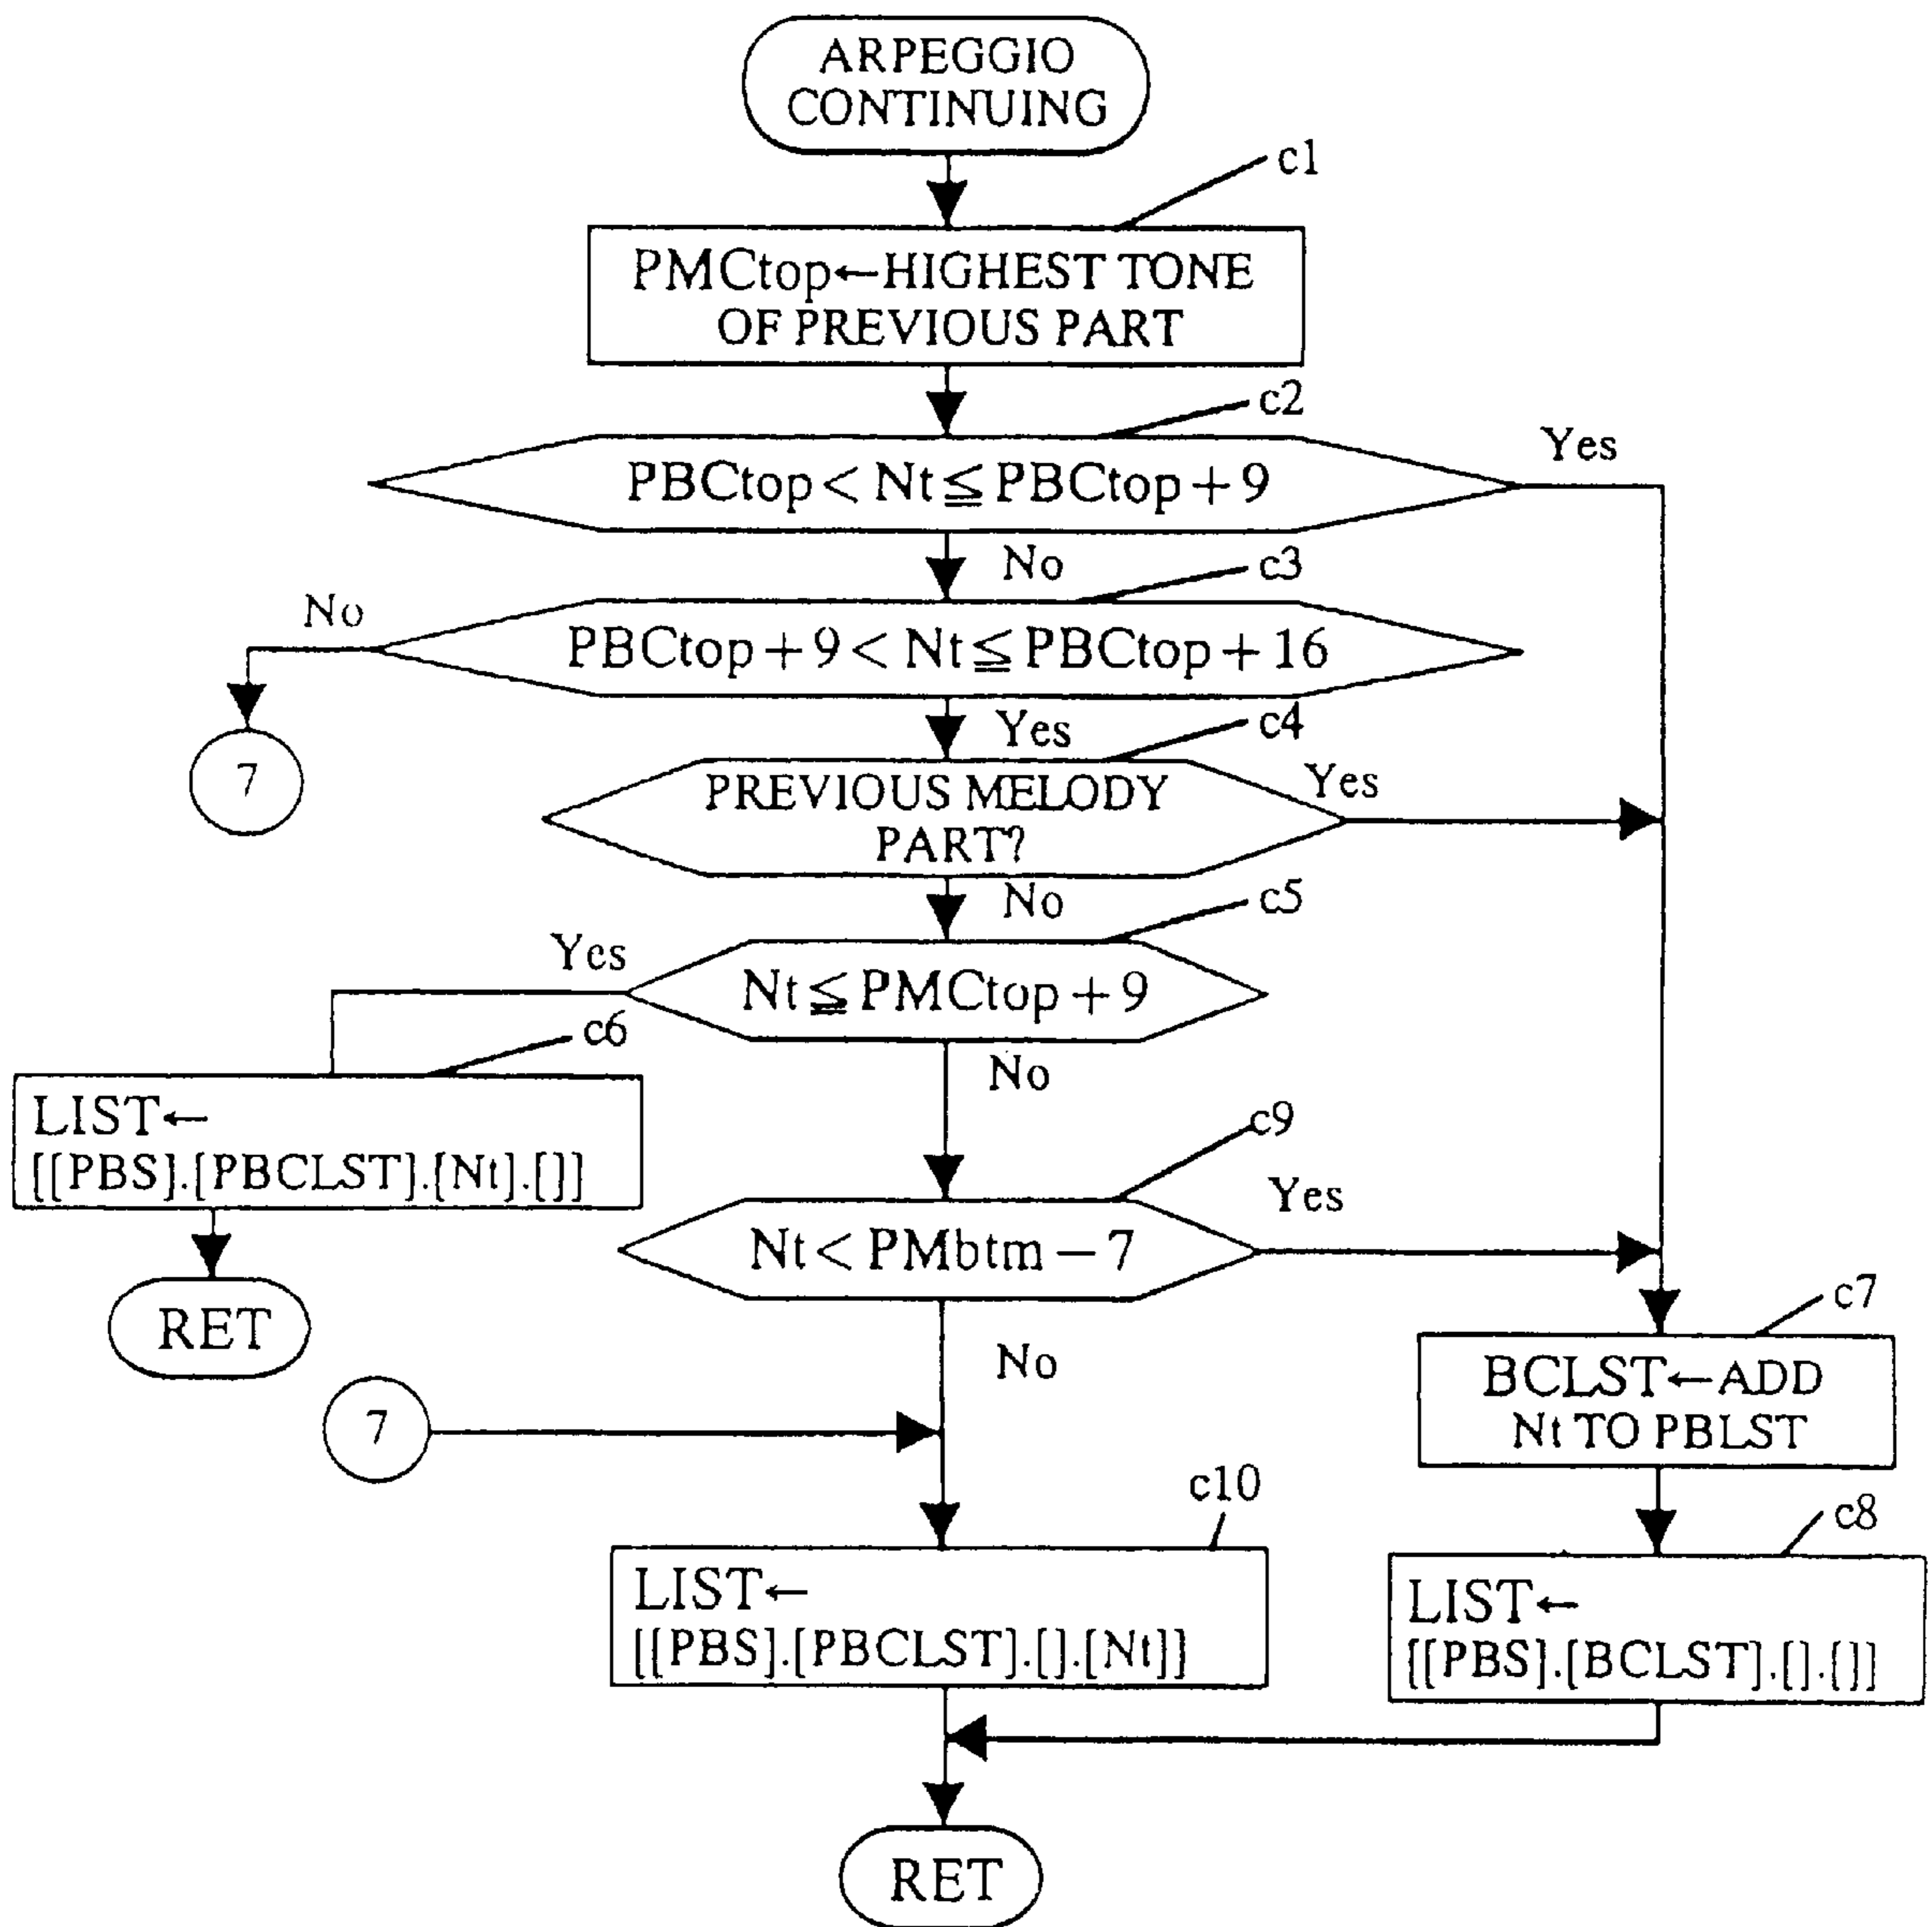 ARPEGGIO
CONTINUING
c1
PMCtop←HIGHEST TONE
OF PREVIOUS PART
c2
PBCtop < Nt ≦ PBCtop + 9
Yes
No
c3
No
PBCtop + 9 < Nt ≦ PBCtop + 16
7
Yes
c4
PREVIOUS MELODY
PART?
Yes
No
c5
Yes
Nt ≦ PMCtop + 9
c6
No
LIST←
[[PBS].[PBCLST].[Nt].[]]
RET
c9
Nt < PMbtm − 7
Yes
No
c7
BCLST←ADD
Nt TO PBLST
7
c10
LIST←
[[PBS].[PBCLST].[].[Nt]]
c8
LIST←
[[PBS].[BCLST].[].[]]
RET